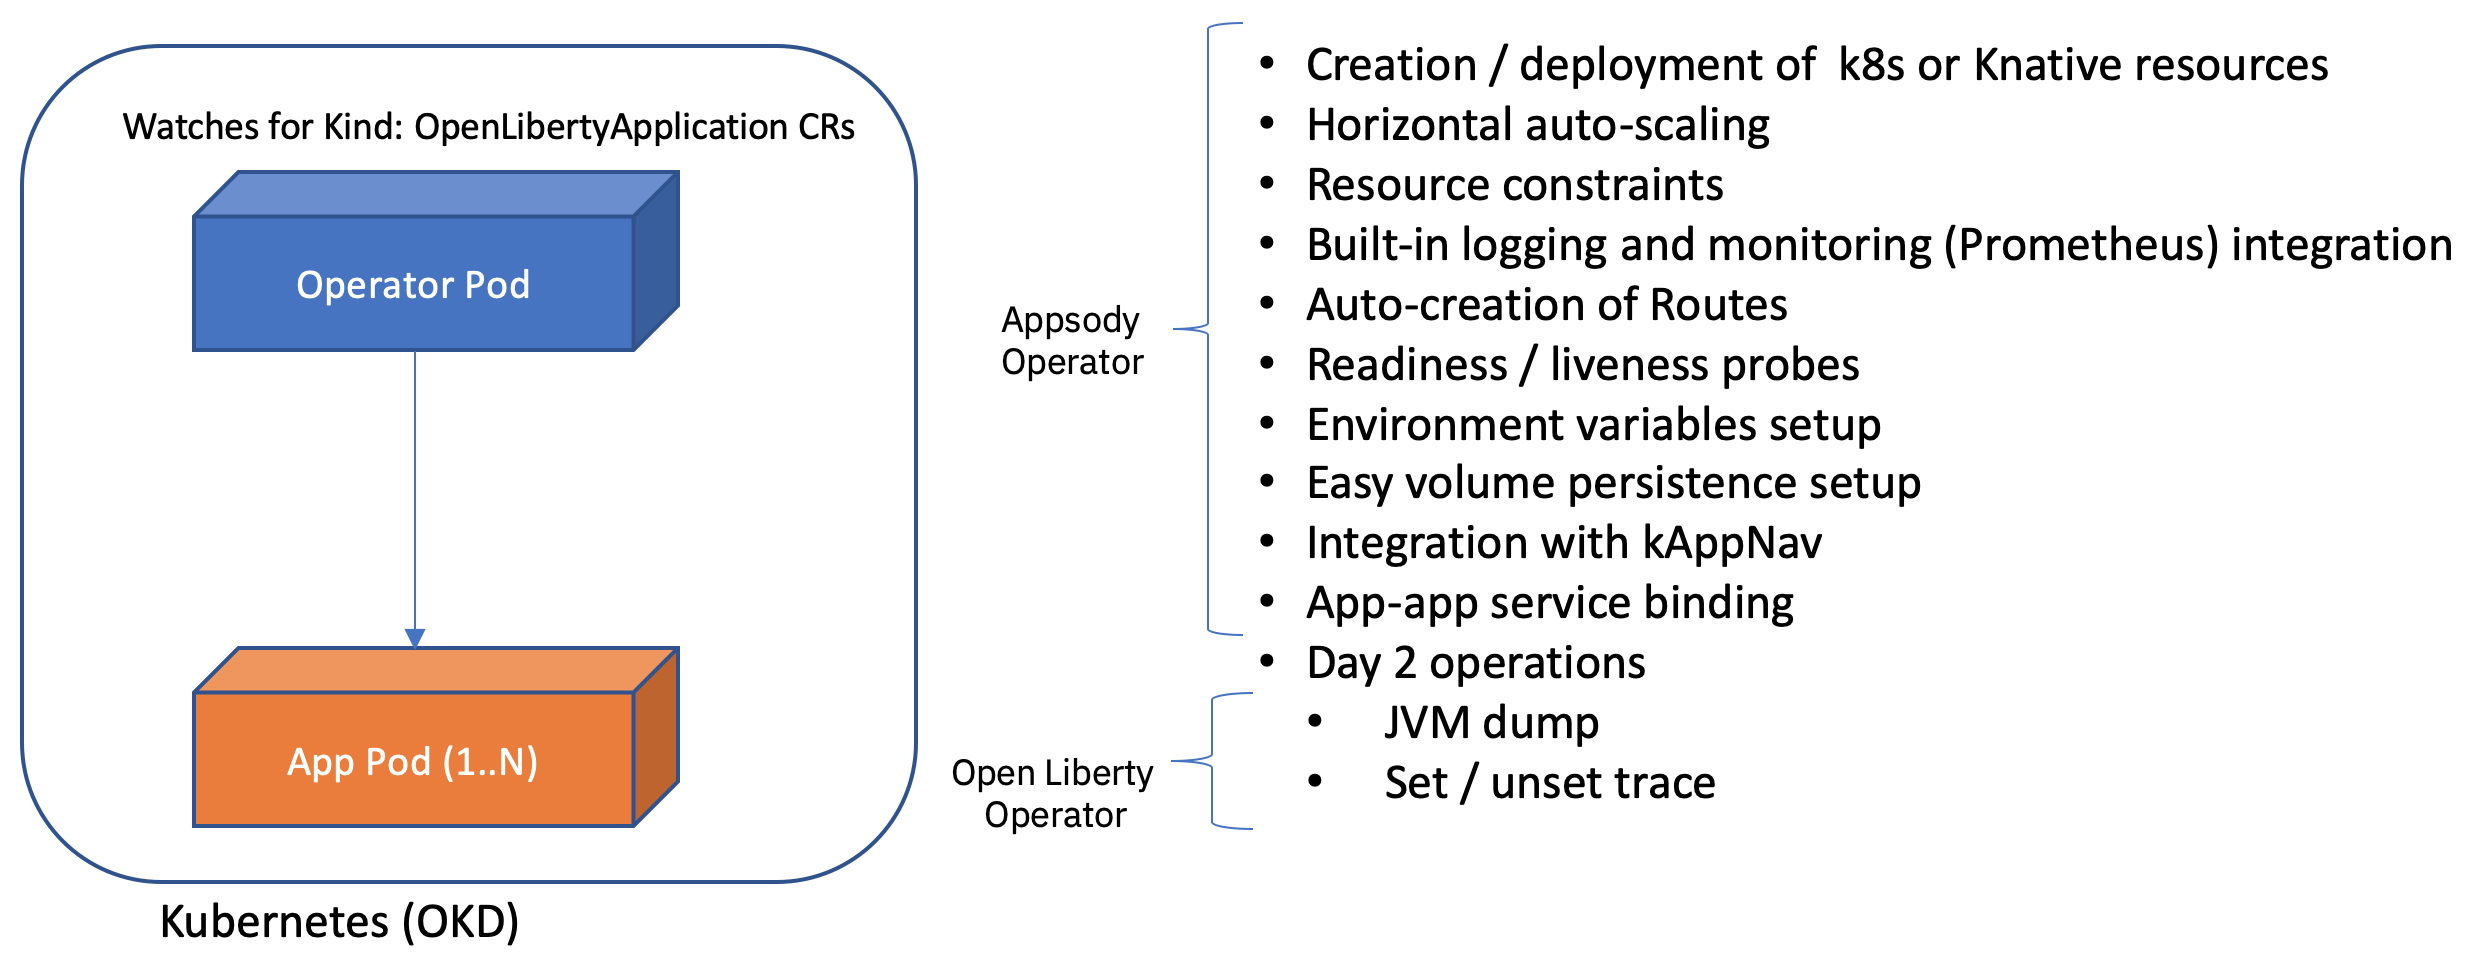 Watches for Kind: OpenLibertyApplication CRs
Operator Pod
App Pod (1..N)
Kubernetes (OKD)
Appsody
Operator
• Creation / deployment of k8s or Knative resources
• Horizontal auto-scaling
• Resource constraints
• Built-in logging and monitoring (Prometheus) integration
• Auto-creation of Routes
• Readiness / liveness probes
• Environment variables setup
• Easy volume persistence setup
• Integration with kAppNav
• App-app service binding
• Day 2 operations
Open Liberty
Operator
• JVM dump
• Set / unset trace